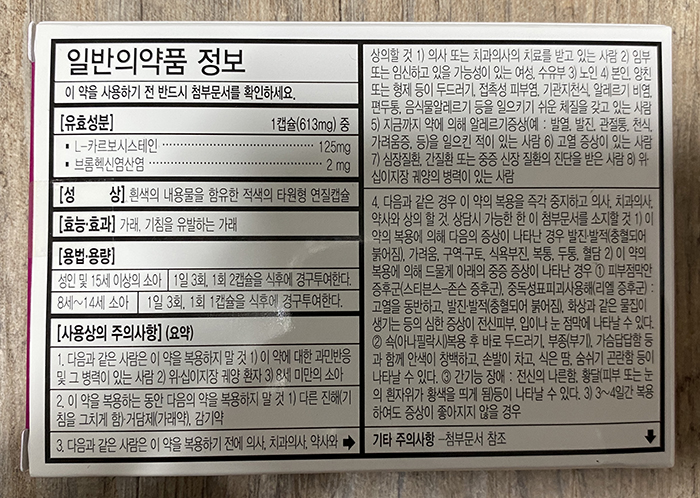 일반의약품 정보
이 약을 사용하기 전 반드시 첨부문서를 확인하세요.
[유효성분] 1캡슐(613mg) 중
▪ L-카르보시스테인 125mg
▪ 브롬헥신염산염 2 mg
[성 상] 흰색의 내용물을 함유한 적색의 타원형 연질캡슐
[효능·효과] 가래, 기침을 유발하는 가래
[용법·용량]
성인 및 15세 이상의 소아 1일 3회, 1회 2캡슐을 식후에 경구투여한다.
8세~14세 소아 1일 3회, 1회 1캡슐을 식후에 경구투여한다.
[사용상의 주의사항] (요약)
1. 다음과 같은 사람은 이 약을 복용하지 말 것 1) 이 약에 대한 과민반응
및 그 병력이 있는 사람 2) 위·십이지장 궤양 환자 3) 8세 미만의 소아
2. 이 약을 복용하는 동안 다음의 약을 복용하지 말 것 1) 다른 진해(기
침을 그치게 함)·거담제(가래약), 감기약
3. 다음과 같은 사람은 이 약을 복용하기 전에 의사, 치과의사, 약사와 ➡
상의할 것 1) 의사 또는 치과의사의 치료를 받고 있는 사람 2) 임부
또는 임신하고 있을 가능성이 있는 여성, 수유부 3) 노인 4) 본인, 양친
또는 형제 등이 두드러기, 접촉성 피부염, 기관지천식, 알레르기 비염,
편두통, 음식물알레르기 등을 일으키기 쉬운 체질을 갖고 있는 사람
5) 지금까지 약에 의해 알레르기증상(예 : 발열, 발진, 관절통, 천식,
가려움증, 등)을 일으킨 적이 있는 사람 6) 고열 증상이 있는 사람
7) 심장질환, 간질환 또는 중증 신장 질환의 진단을 받은 사람 8) 위·
십이지장 궤양의 병력이 있는 사람
4. 다음과 같은 경우 이 약의 복용을 즉각 중지하고 의사, 치과의사,
약사와 상의 할 것. 상담시 가능한 한 이 첨부문서를 소지할 것 1) 이
약의 복용에 의해 다음의 증상이 나타난 경우 발진·발적(충혈되어
붉어짐), 가려움, 구역·구토, 식욕부진, 복통, 두통, 혈담 2) 이 약의
복용에 드물게 아래의 중증 증상이 나타난 경우 ① 피부점막안
증후군(스티븐스-존슨 증후군), 중독성표피괴사용해(리엘 증후군) :
고열을 동반하고, 발진·발적(충혈되어 붉어짐), 화상과 같은 물집이
생기는 등의 심한 증상이 전신피부, 입이나 눈 점막에 나타날 수 있다.
② 쇽(아나필락시)복용 후 바로 두드러기, 부종(부기), 가슴답답함 등
과 함께 안색이 창백하고, 손발이 차고, 식은 땀, 숨쉬기 곤란함 등이
나타날 수 있다. ③ 간기능 장애 : 전신의 나른함, 황달(피부 또는 눈
의 흰자위가 황색을 띠게 됨)등이 나타날 수 있다. 3) 3~4일간 복용
하여도 증상이 좋아지지 않을 경우
기타 주의사항 -첨부문서 참조 ⬇